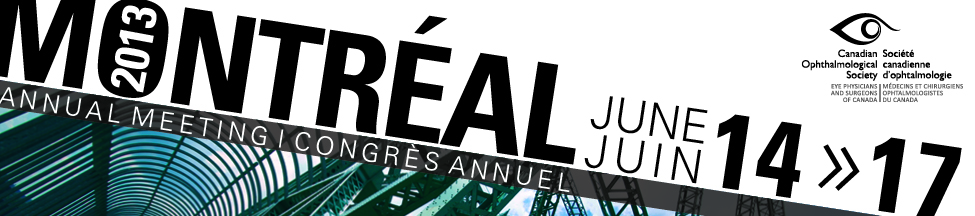 MONTRÉAL
2013
ANNUAL MEETING | CONGRÈS ANNUEL
JUNE
JUIN
14 » 17
Canadian Ophthalmological Society
Société canadienne d'ophtalmologie
EYE PHYSICIANS AND SURGEONS OF CANADA
MÉDECINS ET CHIRURGIENS OPHTALMOLOGISTES DU CANADA